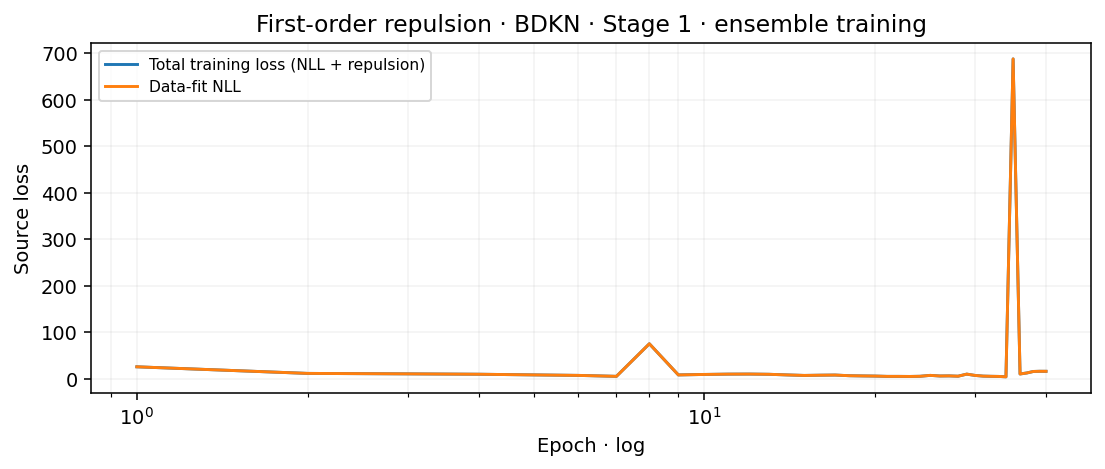 First-order repulsion · BDKN · Stage 1 · ensemble training
Total training loss (NLL + repulsion)
Data-fit NLL
Source loss
700
600
500
400
300
200
100
0
10⁰
10¹
Epoch · log